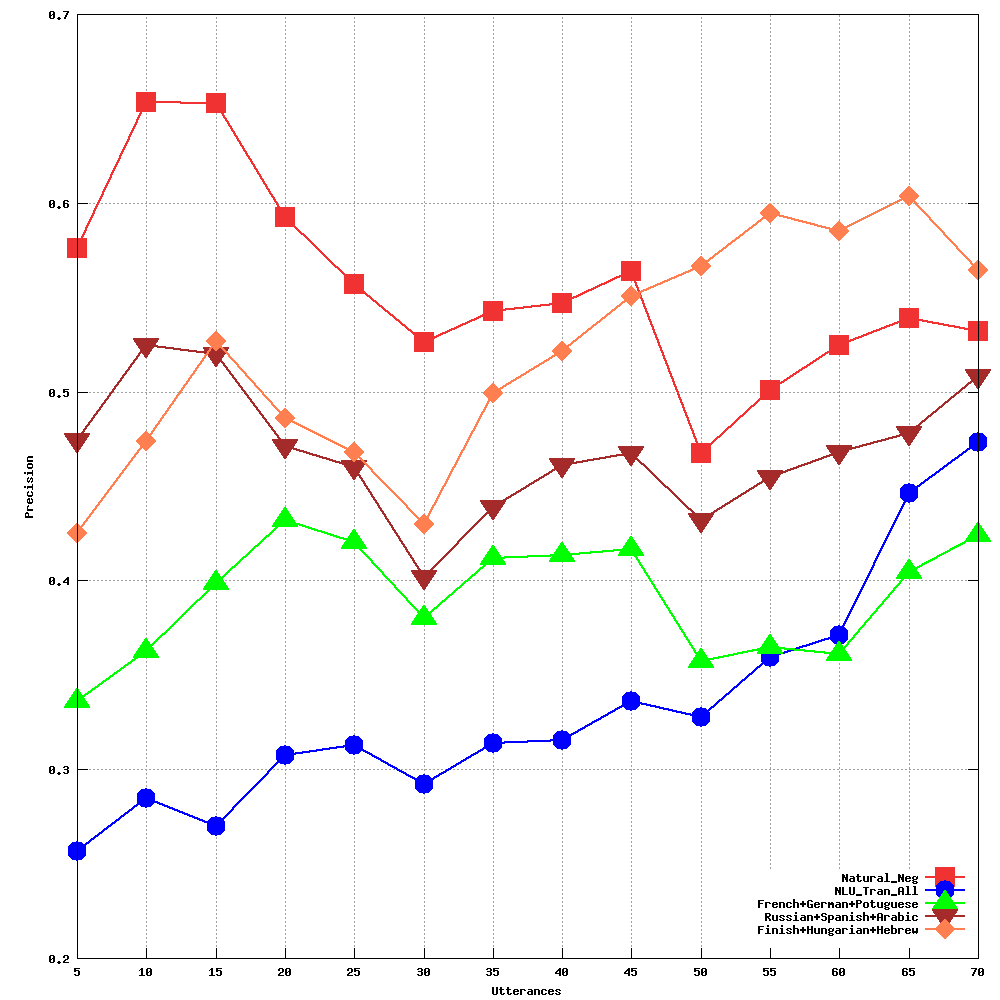 0.7
0.6
0.5
0.4
0.3
0.2
Precision
5 10 15 20 25 30 35 40 45 50 55 60 65 70
Utterances
Natural_Neg
NLU_Tran_All
French+German+Potuguese
Russian+Spanish+Arabic
Finish+Hungarian+Hebrew